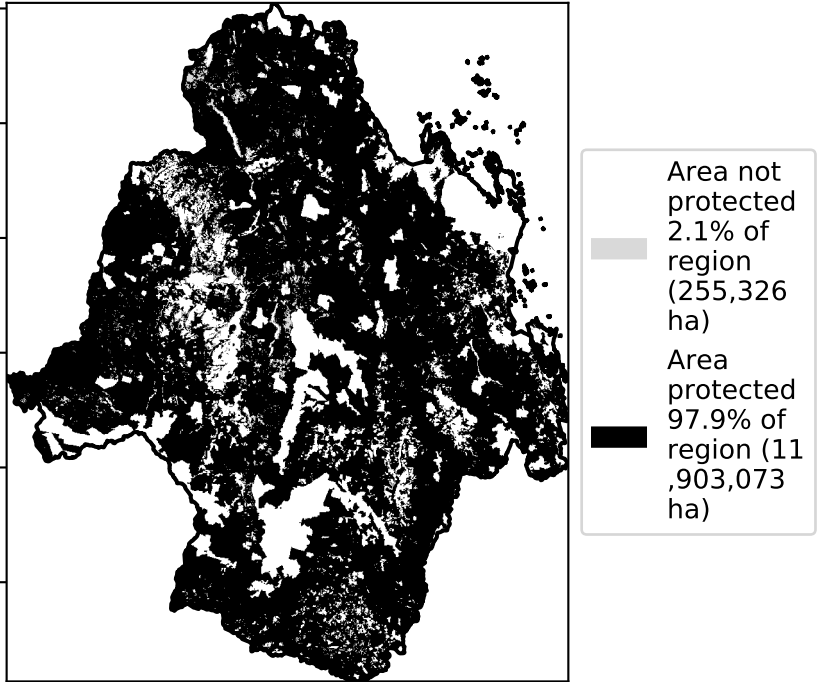 Area not
protected
2.1% of
region
(255,326
ha)
Area
protected
97.9% of
region (11
,903,073
ha)